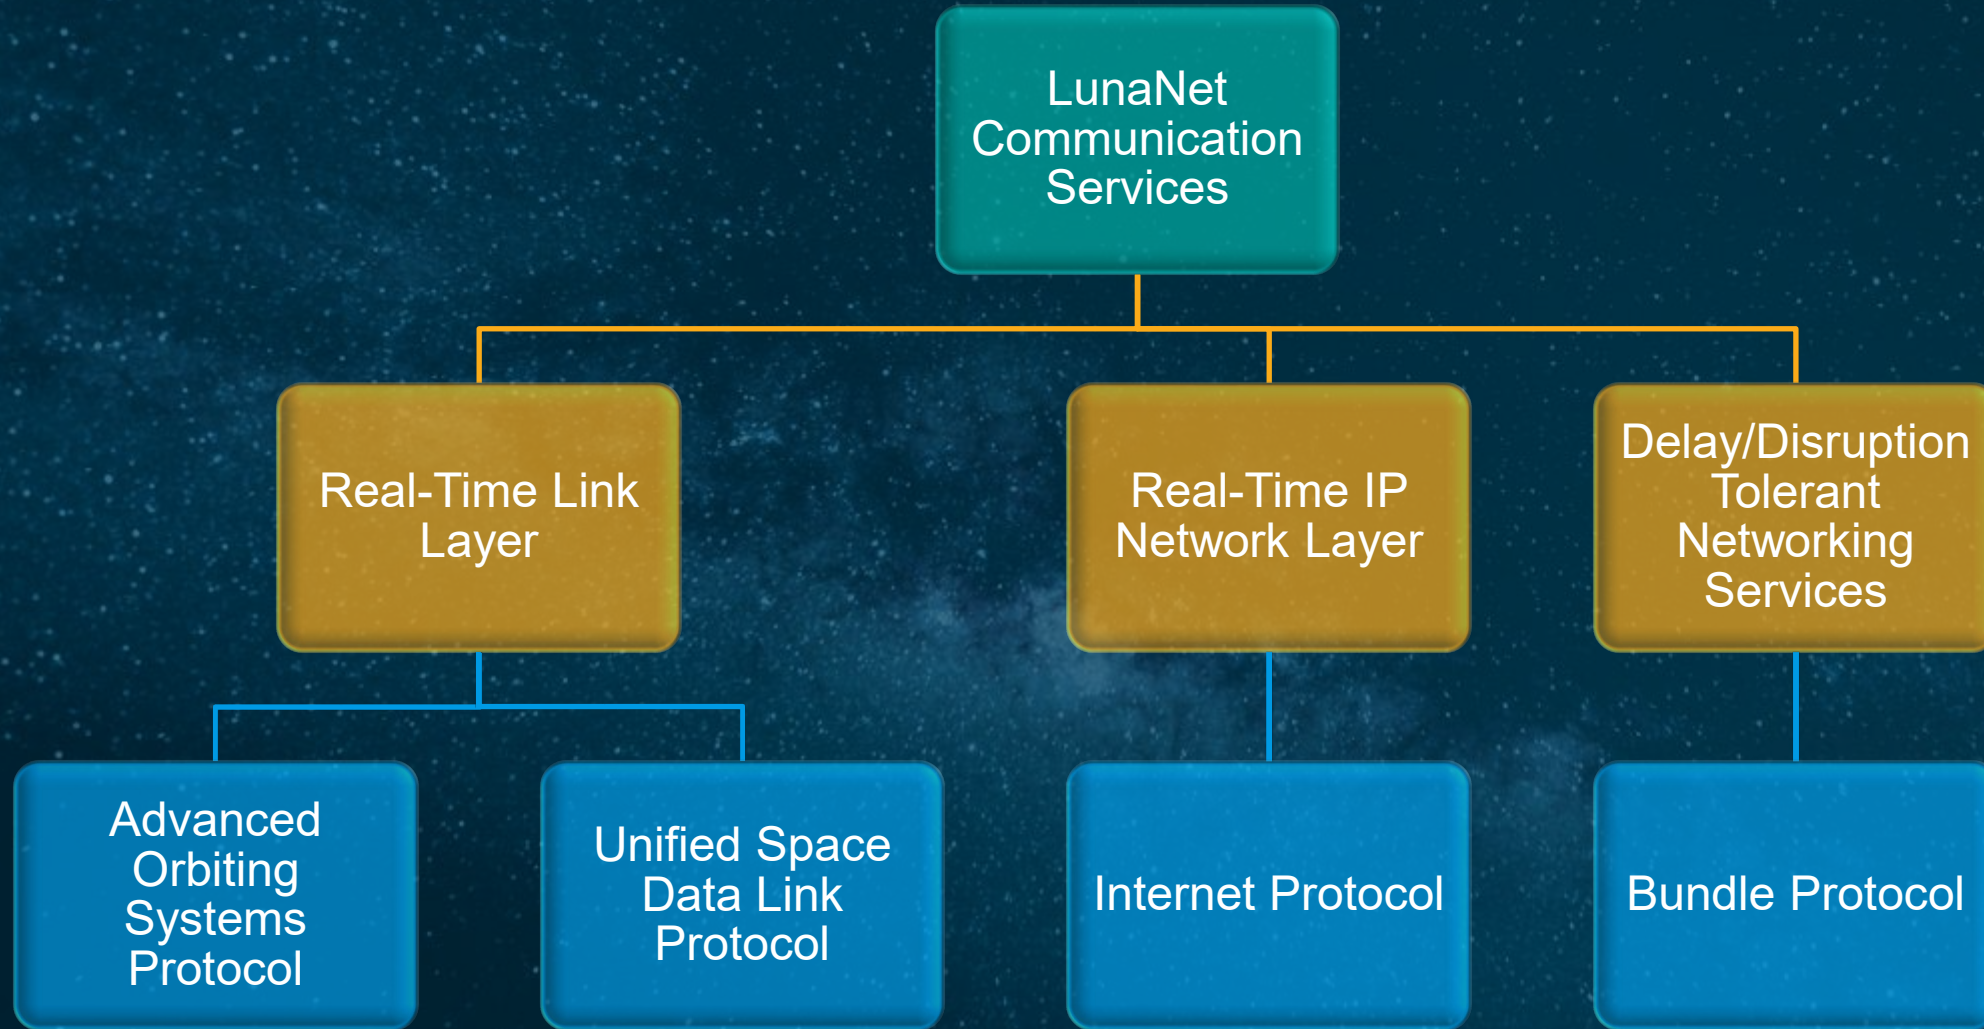 LunaNet
Communication
Services
Real-Time Link
Layer
Real-Time IP
Network Layer
Delay/Disruption
Tolerant
Networking
Services
Advanced
Orbiting
Systems
Protocol
Unified Space
Data Link
Protocol
Internet Protocol
Bundle Protocol